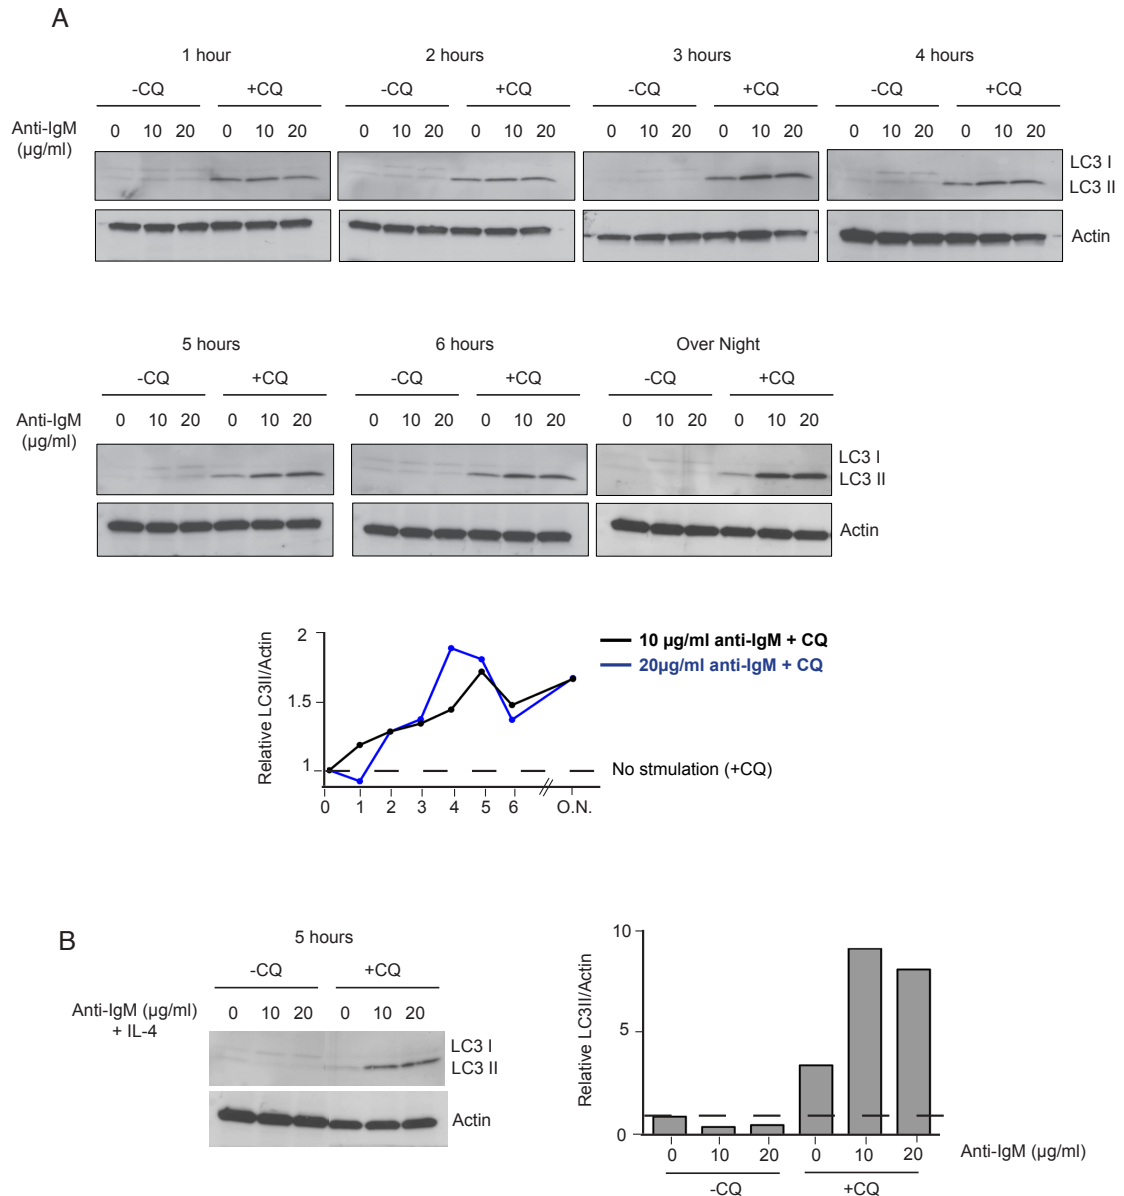 A
1 hour 2 hours 3 hours 4 hours
-CQ +CQ -CQ +CQ -CQ +CQ -CQ +CQ
Anti-IgM 0 10 20 0 10 20 0 10 20 0 10 20 0 10 20 0 10 20 0 10 20 0 10 20
(µg/ml)
LC3 I
LC3 II
Actin
5 hours 6 hours Over Night
-CQ +CQ -CQ +CQ -CQ +CQ
Anti-IgM 0 10 20 0 10 20 0 10 20 0 10 20 0 10 20 0 10 20
(µg/ml)
LC3 I
LC3 II
Actin
Relative LC3II/Actin
2
1.5
1
10 µg/ml anti-IgM + CQ
20µg/ml anti-IgM + CQ
No stmulation (+CQ)
0 1 2 3 4 5 6 O.N.
B
5 hours
-CQ +CQ
Anti-IgM (µg/ml) 0 10 20 0 10 20
+ IL-4
LC3 I
LC3 II
Actin
Relative LC3II/Actin
10
5
0
0 10 20 0 10 20 Anti-IgM (µg/ml)
-CQ +CQ